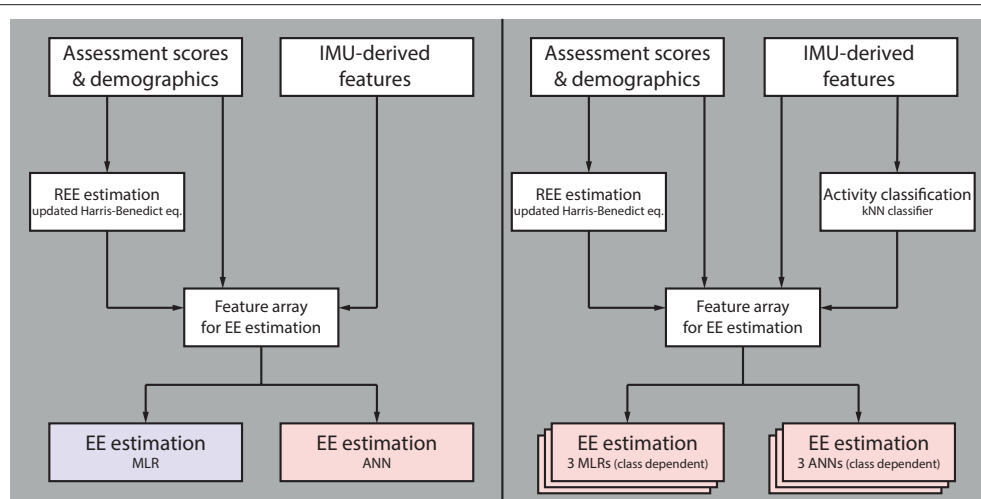 Assessment scores
& demographics
IMU-derived
features
REE estimation
updated Harris-Benedict eq.
Feature array
for EE estimation
EE estimation
MLR
EE estimation
ANN
Assessment scores
& demographics
IMU-derived
features
REE estimation
updated Harris-Benedict eq.
Activity classification
kNN classifier
Feature array
for EE estimation
EE estimation
3 MLRs (class dependent)
EE estimation
3 ANNs (class dependent)